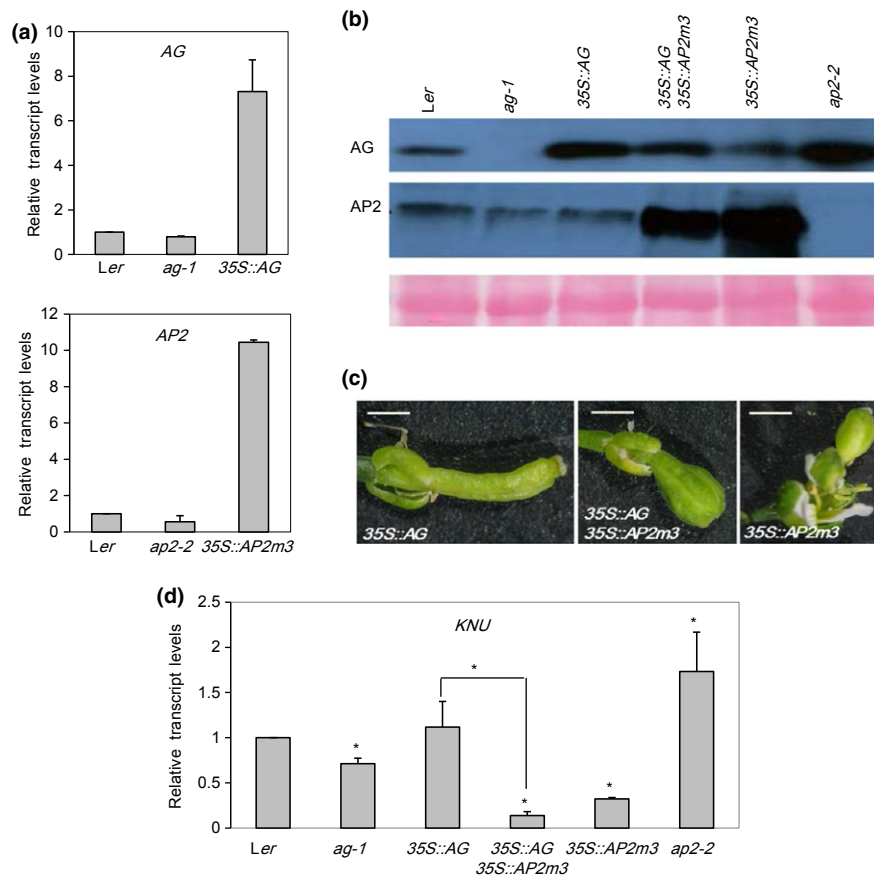 (a)
AG
Relative transcript levels
10
8
6
4
2
0
Ler
ag-1
35S::AG
AP2
Relative transcript levels
12
10
8
6
4
2
0
Ler
ap2-2
35S::AP2m3
(b)
Ler
ag-1
35S::AG
35S::AG
35S::AP2m3
35S::AP2m3
ap2-2
AG
AP2
(c)
35S::AG
35S::AG
35S::AP2m3
35S::AP2m3
(d)
KNU
Relative transcript levels
2.5
2
1.5
1
0.5
0
*
*
*
*
*
Ler
ag-1
35S::AG
35S::AG
35S::AP2m3
35S::AP2m3
ap2-2